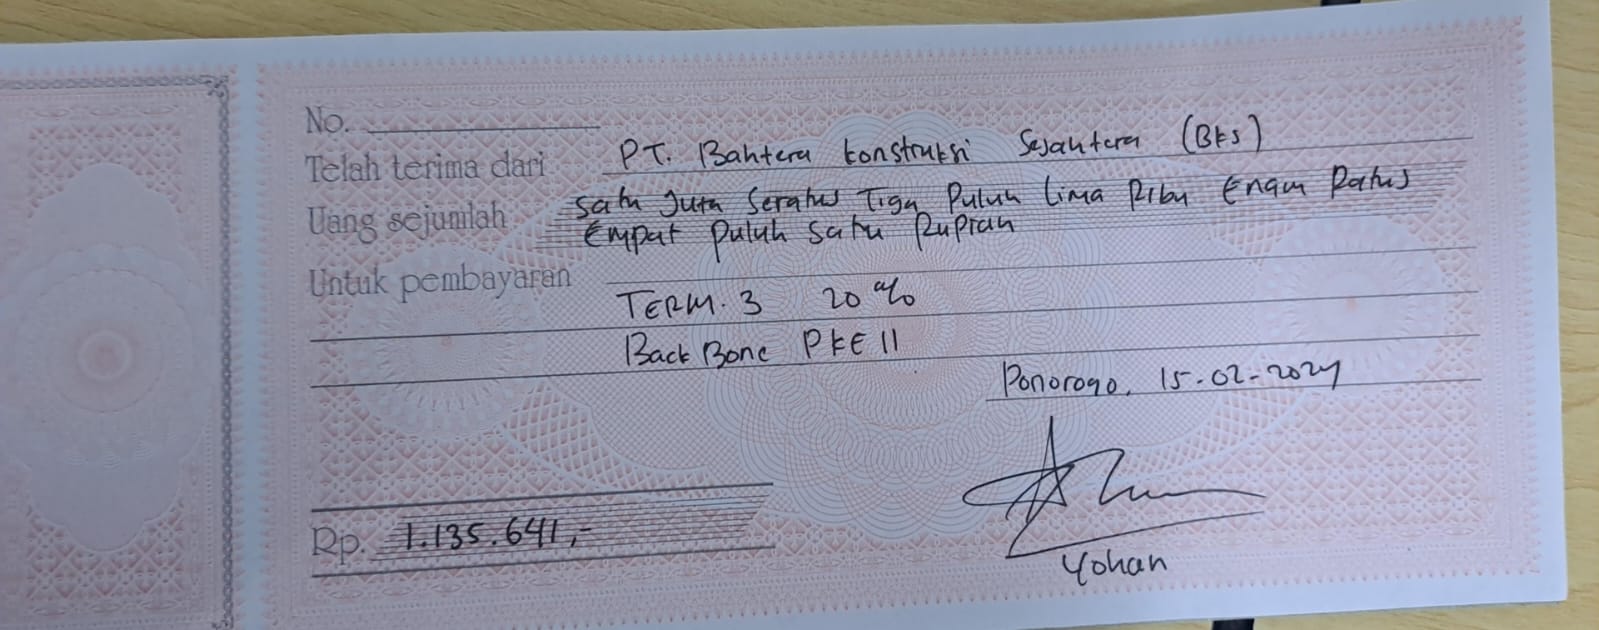 No.
Telah terima dari PT. Bahtera Konstruksi Sejahtera (BKS)
Uang sejumlah Satu Juta Seratus Tiga Puluh Lima Ribu Enam Ratus
Empat Puluh Satu Rupiah
Untuk pembayaran
TERM. 3 20%
Back Bone PKE 11
Ponorogo, 15-02-2024
Rp. 1.135.641,-
Yohan